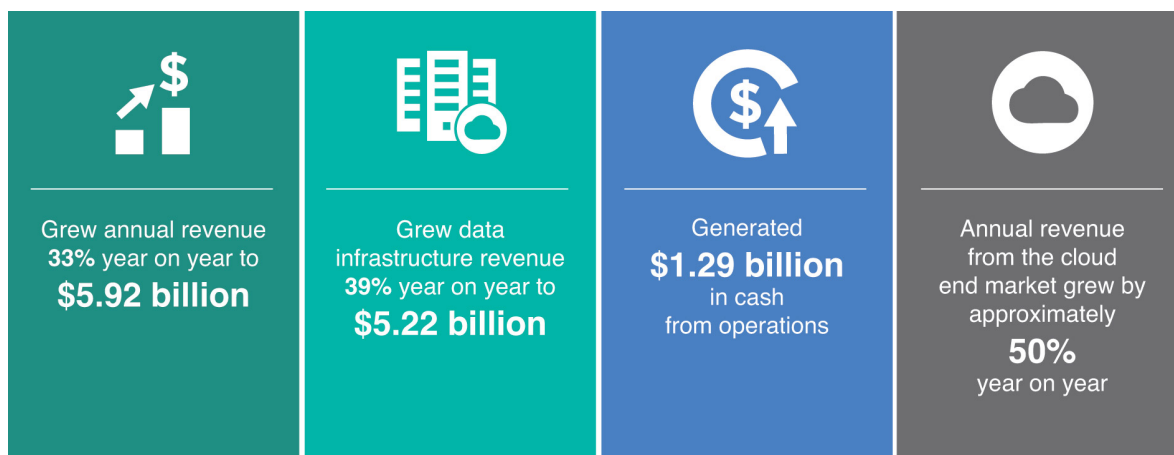 Grew annual revenue
33% year on year to
$5.92 billion
Grew data
infrastructure revenue
39% year on year to
$5.22 billion
Generated
$1.29 billion
in cash
from operations
Annual revenue
from the cloud
end market grew by
approximately
50%
year on year